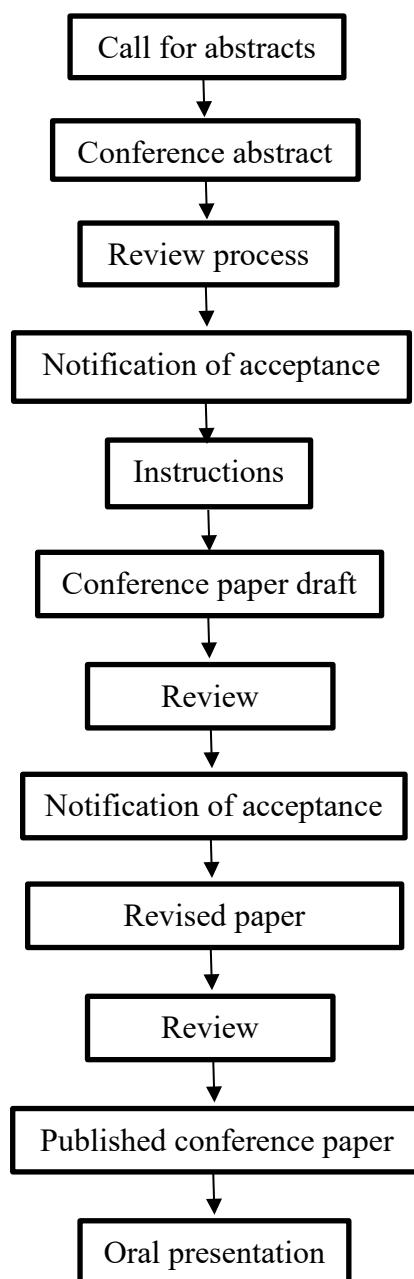 Call for abstracts
Conference abstract
Review process
Notification of acceptance
Instructions
Conference paper draft
Review
Notification of acceptance
Revised paper
Review
Published conference paper
Oral presentation